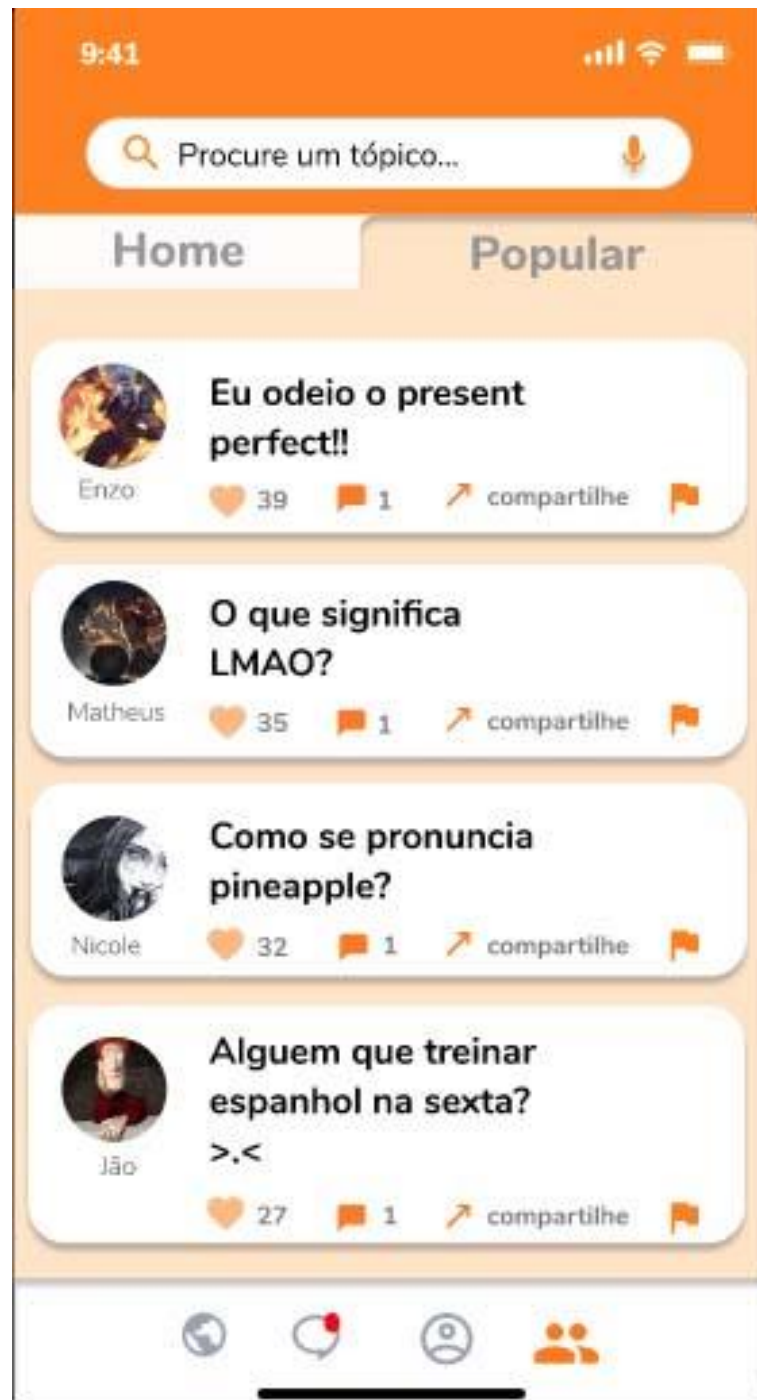 9:41
Procure um tópico...
Home
Popular
Eu odeio o present
perfect!!
Enzo
39
1
compartilhe
O que significa
LMAO?
Matheus
35
1
compartilhe
Como se pronuncia
pineapple?
Nicole
32
1
compartilhe
Alguem que treinar
espanhol na sexta?
>.<
Jão
27
1
compartilhe